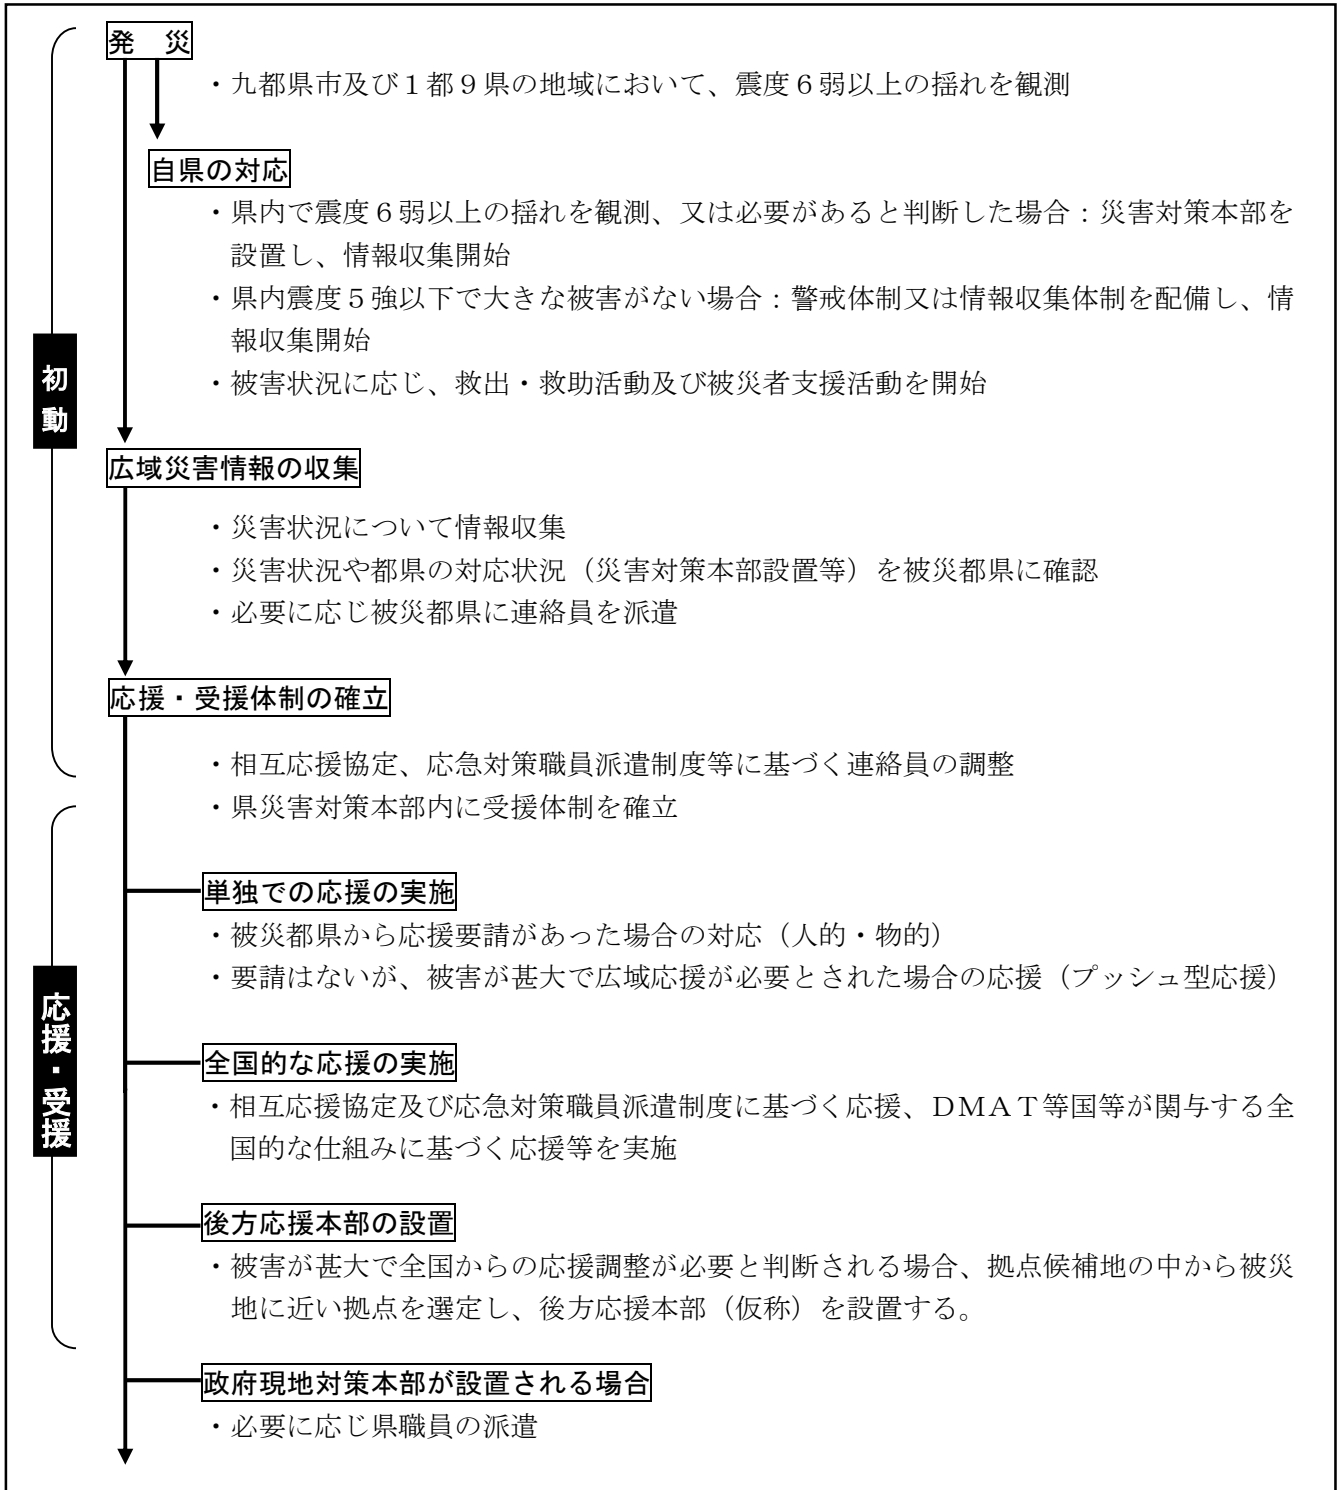 発　災
・九都県市及び１都９県の地域において、震度６弱以上の揺れを観測
自県の対応
・県内で震度６弱以上の揺れを観測、又は必要があると判断した場合：災害対策本部を
設置し、情報収集開始
・県内震度５強以下で大きな被害がない場合：警戒体制又は情報収集体制を配備し、情
報収集開始
・被害状況に応じ、救出・救助活動及び被災者支援活動を開始
初動
広域災害情報の収集
・災害状況について情報収集
・災害状況や都県の対応状況（災害対策本部設置等）を被災都県に確認
・必要に応じ被災都県に連絡員を派遣
応援・受援体制の確立
・相互応援協定、応急対策職員派遣制度等に基づく連絡員の調整
・県災害対策本部内に受援体制を確立
単独での応援の実施
・被災都県から応援要請があった場合の対応（人的・物的）
・要請はないが、被害が甚大で広域応援が必要とされた場合の応援（プッシュ型応援）
応援・受援
全国的な応援の実施
・相互応援協定及び応急対策職員派遣制度に基づく応援、ＤＭＡＴ等国等が関与する全
国的な仕組みに基づく応援等を実施
後方応援本部の設置
・被害が甚大で全国からの応援調整が必要と判断される場合、拠点候補地の中から被災
地に近い拠点を選定し、後方応援本部（仮称）を設置する。
政府現地対策本部が設置される場合
・必要に応じ県職員の派遣